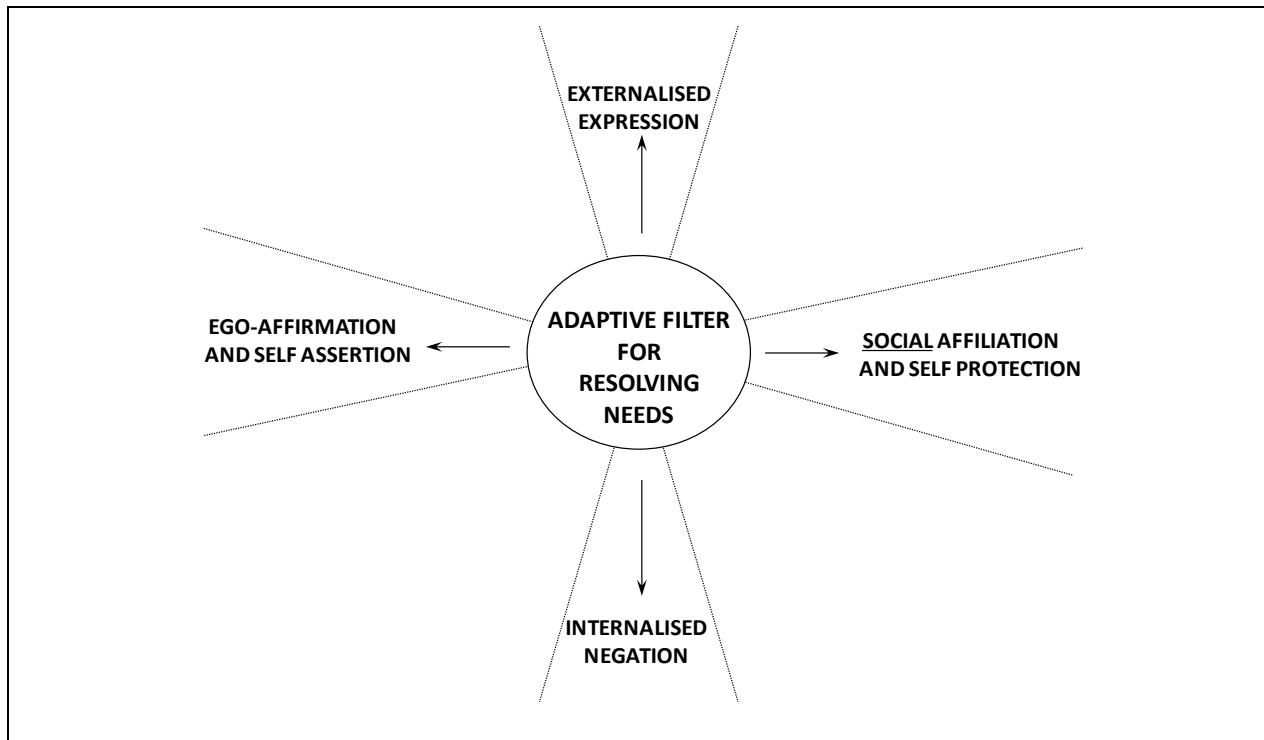 EXTERNALISED
EXPRESSION
EGO-AFFIRMATION
AND SELF ASSERTION
ADAPTIVE FILTER
FOR
RESOLVING
NEEDS
SOCIAL AFFILIATION
AND SELF PROTECTION
INTERNALISED
NEGATION